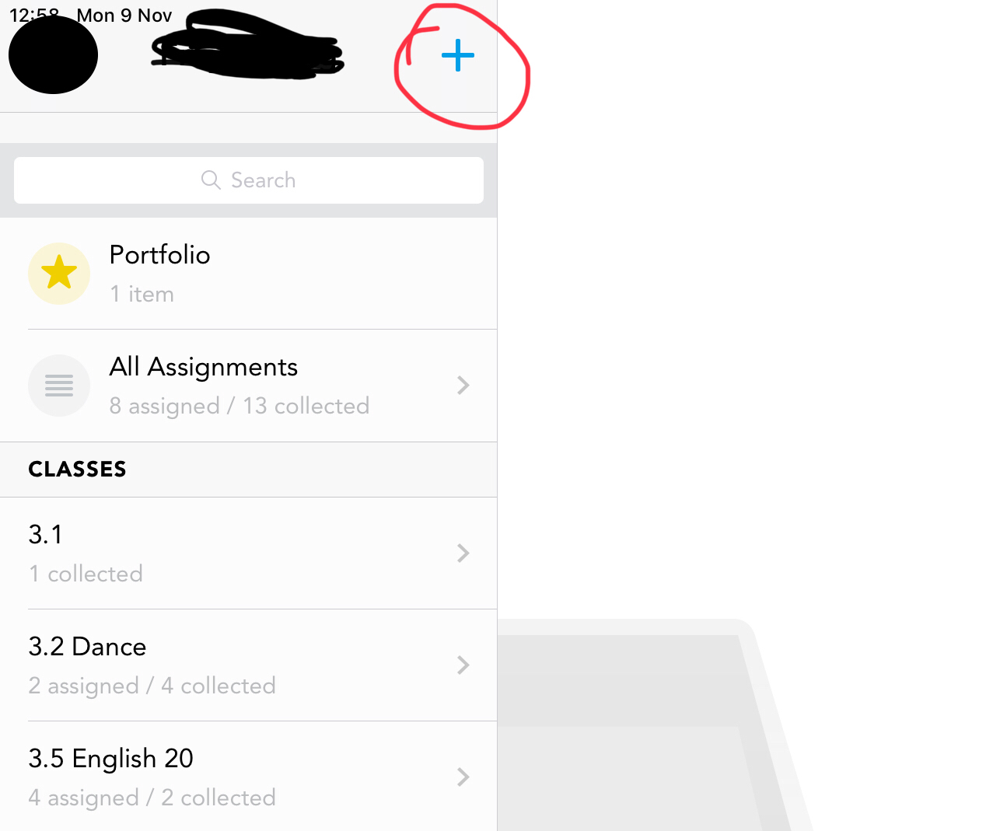 12:58 Mon 9 Nov
Search
Portfolio
1 item
All Assignments
8 assigned / 13 collected
CLASSES
3.1
1 collected
3.2 Dance
2 assigned / 4 collected
3.5 English 20
4 assigned / 2 collected